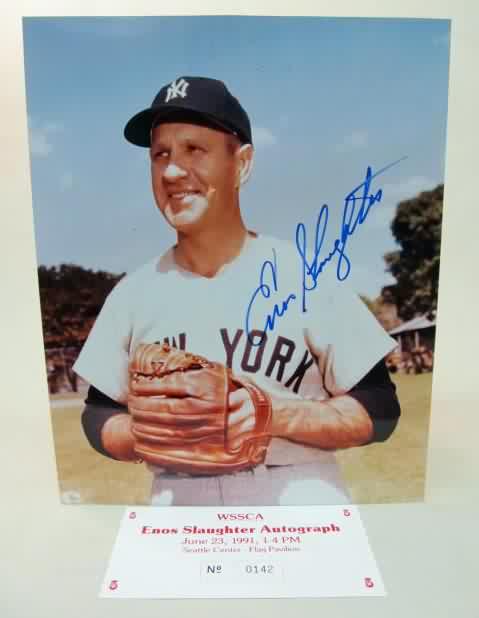 NY
Enos Slaughter
NEW YORK
WSSCA
Enos Slaughter Autograph
June 23, 1991, 1-4 PM
Seattle Center - Flag Pavilion
Nº 0142